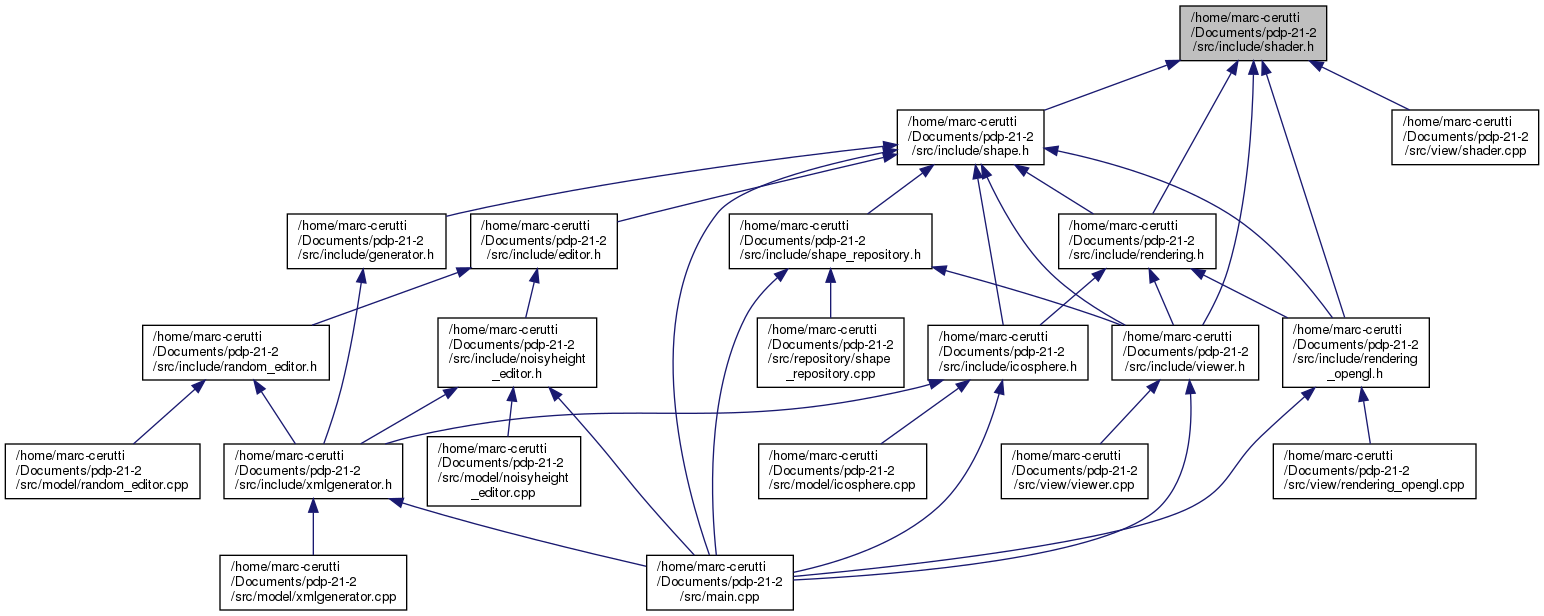 /home/marc-cerutti
/Documents/pdp-21-2
/src/include/shader.h
/home/marc-cerutti
/Documents/pdp-21-2
/src/include/shape.h
/home/marc-cerutti
/Documents/pdp-21-2
/src/view/shader.cpp
/home/marc-cerutti
/Documents/pdp-21-2
/src/include/generator.h
/home/marc-cerutti
/Documents/pdp-21-2
/src/include/editor.h
/home/marc-cerutti
/Documents/pdp-21-2
/src/include/shape_repository.h
/home/marc-cerutti
/Documents/pdp-21-2
/src/include/rendering.h
/home/marc-cerutti
/Documents/pdp-21-2
/src/include/random_editor.h
/home/marc-cerutti
/Documents/pdp-21-2
/src/include/noisyheight
_editor.h
/home/marc-cerutti
/Documents/pdp-21-2
/src/repository/shape
_repository.cpp
/home/marc-cerutti
/Documents/pdp-21-2
/src/include/icosphere.h
/home/marc-cerutti
/Documents/pdp-21-2
/src/include/viewer.h
/home/marc-cerutti
/Documents/pdp-21-2
/src/include/rendering
_opengl.h
/home/marc-cerutti
/Documents/pdp-21-2
/src/model/random_editor.cpp
/home/marc-cerutti
/Documents/pdp-21-2
/src/include/xmlgenerator.h
/home/marc-cerutti
/Documents/pdp-21-2
/src/model/noisyheight
_editor.cpp
/home/marc-cerutti
/Documents/pdp-21-2
/src/model/icosphere.cpp
/home/marc-cerutti
/Documents/pdp-21-2
/src/view/viewer.cpp
/home/marc-cerutti
/Documents/pdp-21-2
/src/view/rendering_opengl.cpp
/home/marc-cerutti
/Documents/pdp-21-2
/src/model/xmlgenerator.cpp
/home/marc-cerutti
/Documents/pdp-21-2
/src/main.cpp